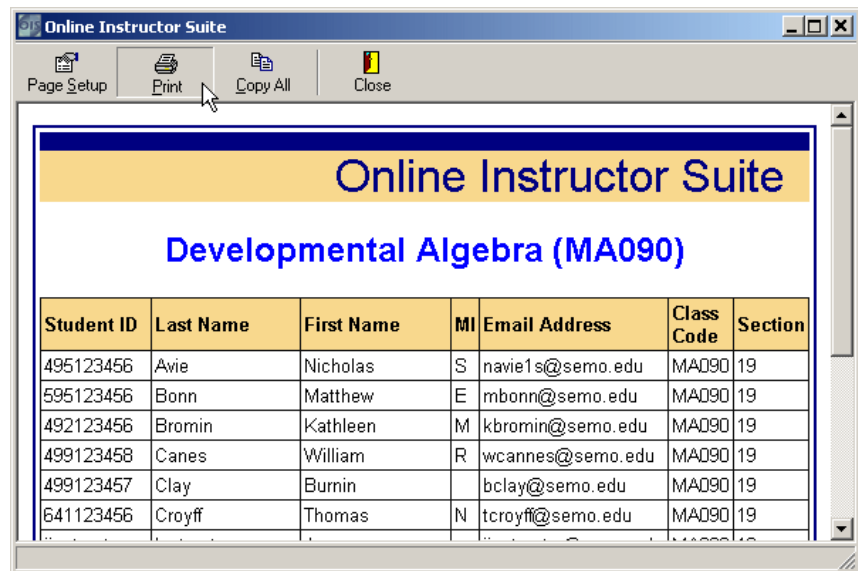 OIS Online Instructor Suite
Page Setup Print Copy All Close
Online Instructor Suite
Developmental Algebra (MA090)
Student ID Last Name First Name MI Email Address Class Code Section
495123456 Avie Nicholas S navie1s@semo.edu MA090 19
595123456 Bonn Matthew E mbonn@semo.edu MA090 19
492123456 Bromin Kathleen M kbromin@semo.edu MA090 19
499123458 Canes William R wcannes@semo.edu MA090 19
499123457 Clay Burnin bclay@semo.edu MA090 19
641123456 Croyff Thomas N tcroyff@semo.edu MA090 19